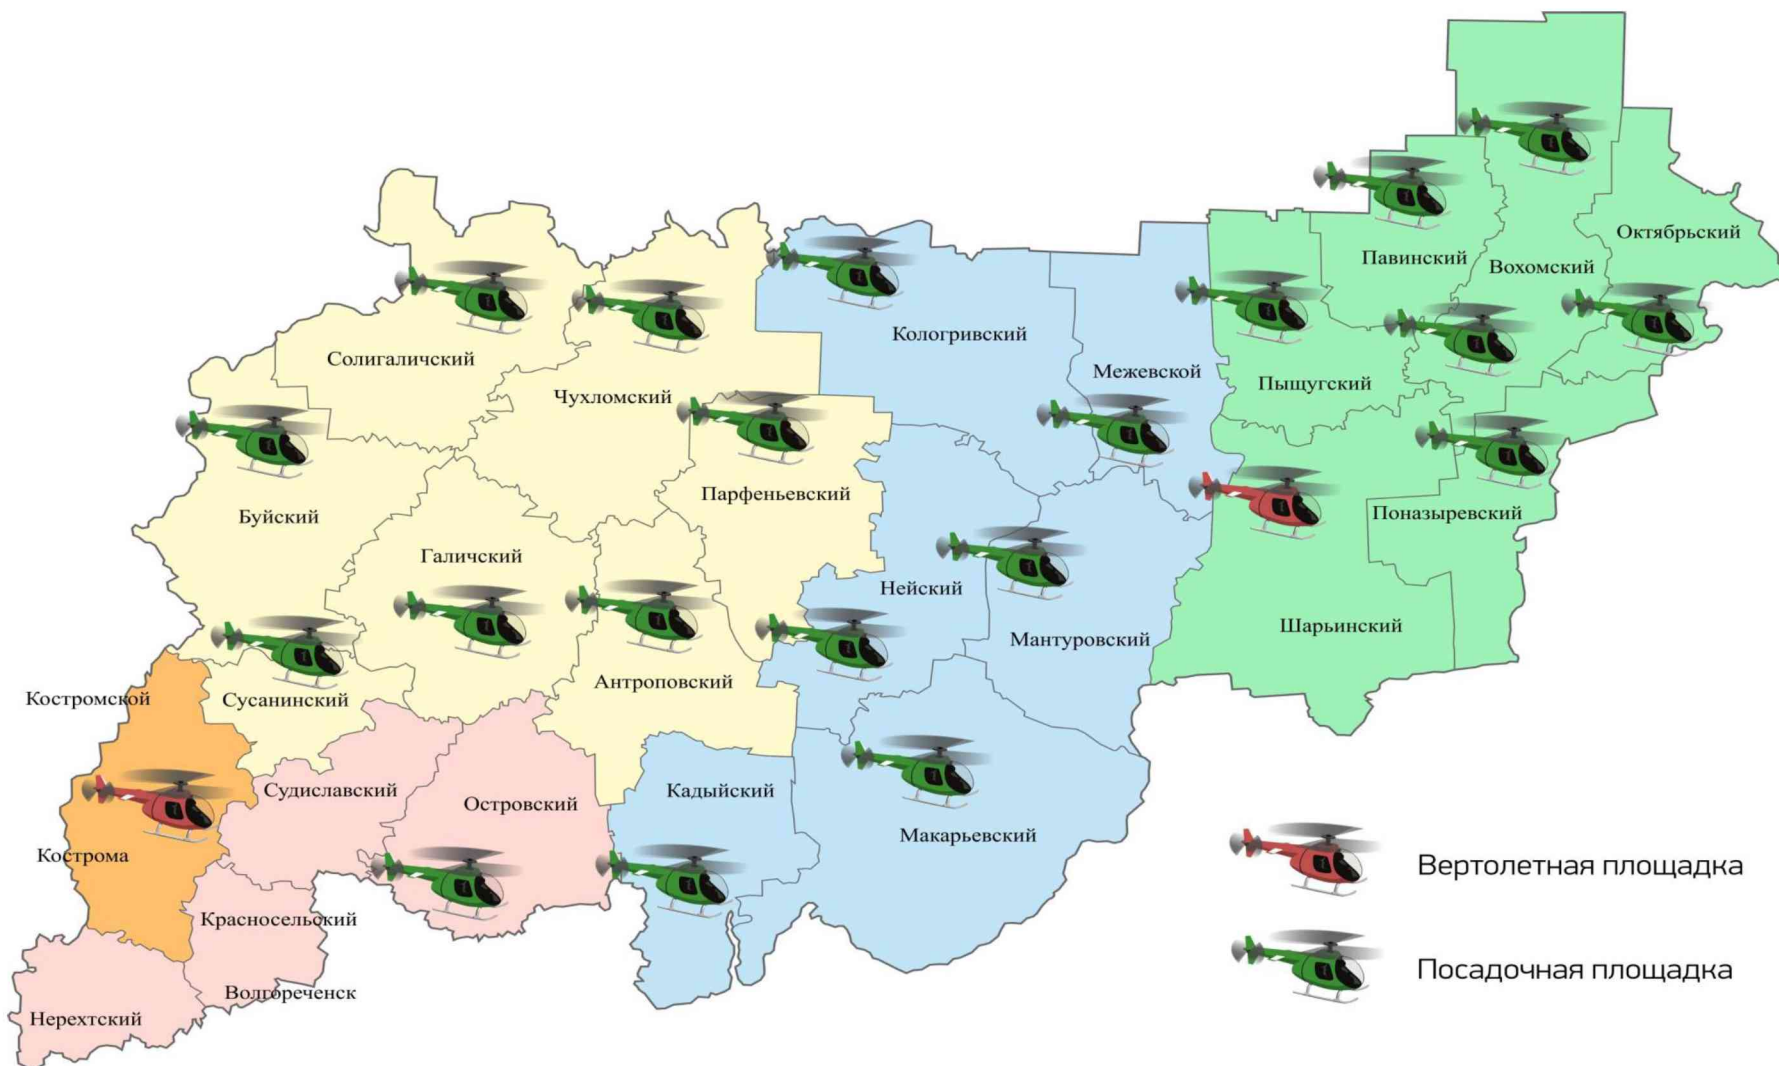 Октябрьский
Павинский
Вохомский
Кологривский
Солигаличский
Межевской
Пыщугский
Чухломский
Парфеньевский
Буйский
Поназыревский
Галичский
Нейский
Шарьинский
Мантуровский
Антроповский
Костромской
Сусанинский
Судиславский
Островский
Кадыйский
Макарьевский
Кострома
Вертолетная площадка
Красносельский
Посадочная площадка
Волгореченск
Нерехтский